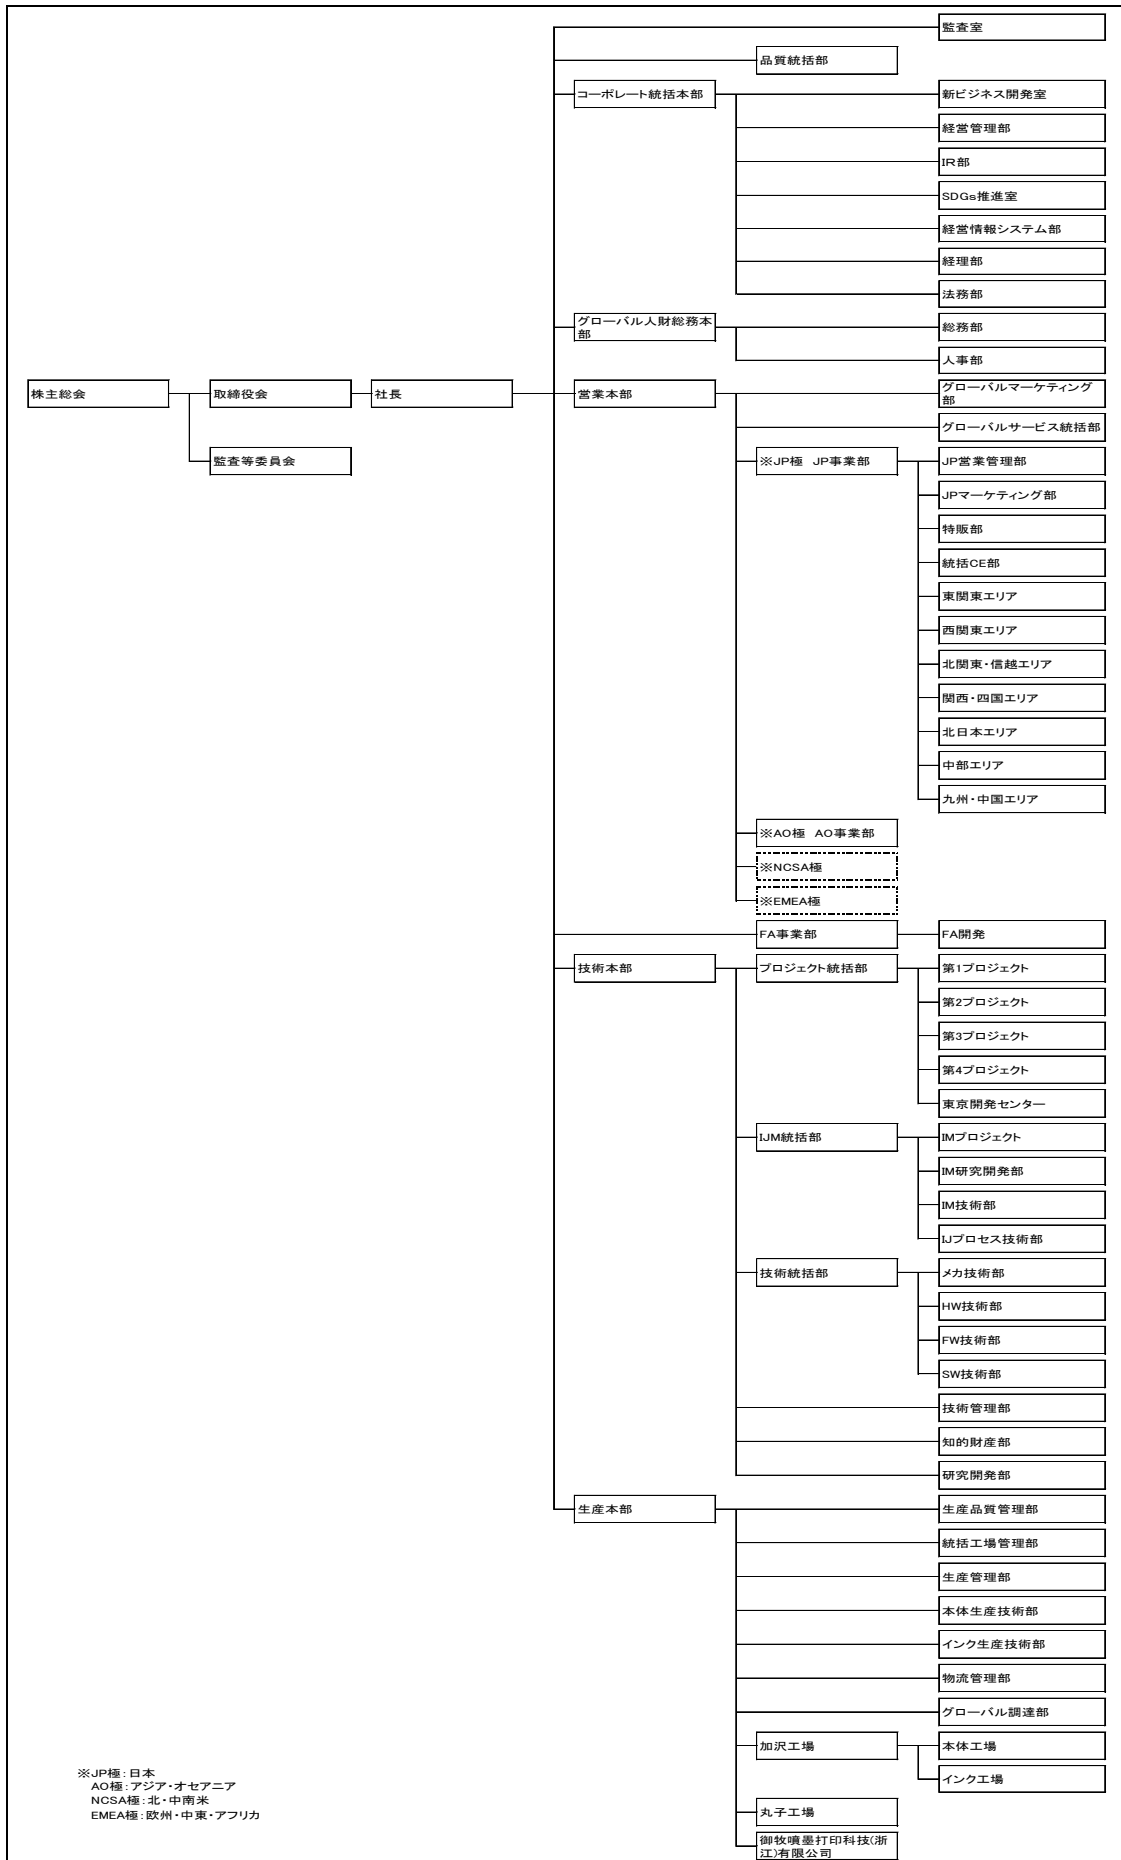 監査室
品質統括部
コーポレート統括本部
新ビジネス開発室
経営管理部
IR部
SDGs推進室
経営情報システム部
経理部
法務部
グローバル人財総務本
部
総務部
人事部
株主総会
取締役会
社長
営業本部
グローバルマーケティング
部
グローバルサービス統括部
監査等委員会
※JP極 JP事業部
JP営業管理部
JPマーケティング部
特販部
統括CE部
東関東エリア
西関東エリア
北関東・信越エリア
関西・四国エリア
北日本エリア
中部エリア
九州・中国エリア
※AO極 AO事業部
※NCSA極
※EMEA極
FA事業部
FA開発
技術本部
プロジェクト統括部
第1プロジェクト
第2プロジェクト
第3プロジェクト
第4プロジェクト
東京開発センター
IJM統括部
IMプロジェクト
IM研究開発部
IM技術部
IJプロセス技術部
技術統括部
メカ技術部
HW技術部
FW技術部
SW技術部
技術管理部
知的財産部
研究開発部
生産本部
生産品質管理部
統括工場管理部
生産管理部
本体生産技術部
インク生産技術部
物流管理部
グローバル調達部
加沢工場
本体工場
インク工場
丸子工場
御牧噴墨打印科技(浙
江)有限公司
※JP極：日本
AO極：アジア・オセアニア
NCSA極：北・中南米
EMEA極：欧州・中東・アフリカ